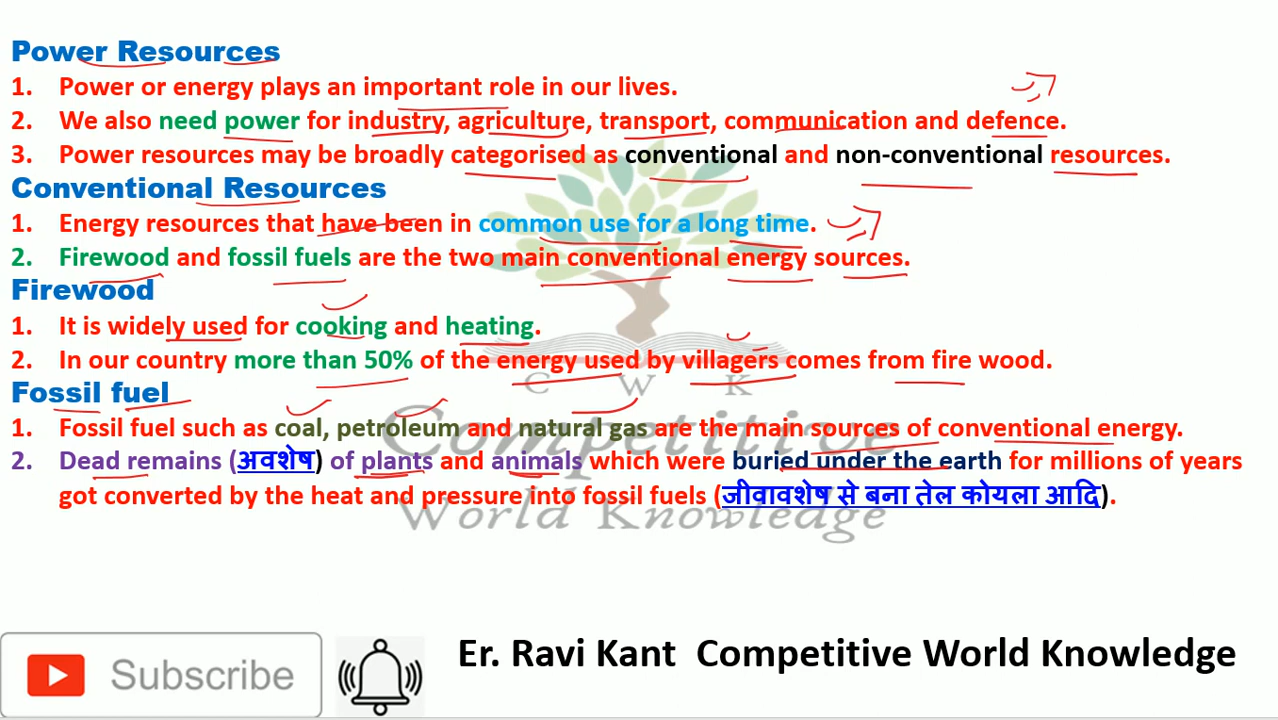 Power Resources
1. Power or energy plays an important role in our lives.
2. We also need power for industry, agriculture, transport, communication and defence.
3. Power resources may be broadly categorised as conventional and non-conventional resources.
Conventional Resources
1. Energy resources that have been in common use for a long time.
2. Firewood and fossil fuels are the two main conventional energy sources.
Firewood
1. It is widely used for cooking and heating.
2. In our country more than 50% of the energy used by villagers comes from fire wood.
C W K
Fossil fuel
1. Fossil fuel such as coal, petroleum and natural gas are the main sources of conventional energy.
Competitive
2. Dead remains (अवशेष) of plants and animals which were buried under the earth for millions of years
got converted by the heat and pressure into fossil fuels (जीवावशेष से बना तेल कोयला आदि).
World Knowledge
Subscribe
Er. Ravi Kant Competitive World Knowledge